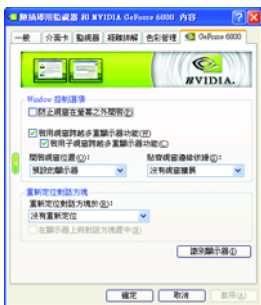 隨插即用監視器 和 NVIDIA GeForce 6800 內容
一般 介面卡 監視器 疑難排解 色彩管理 GeForce 6800
NVIDIA.
Window 控制選項
防止視窗在螢幕之外開啟(P)
啟用視窗跨越多重顯示器功能(W)
啟用子視窗跨越多重顯示器功能(C)
開啟視窗位置(O):
預設的顯示器
貼齊視窗邊緣依據(G):
沒有視窗擴展
重新定位對話方塊
重新定位對話方塊於(R):
沒有重新定位
在顯示器上將對話方塊置中(B)
識別顯示器(I)
確定 取消 套用(A)